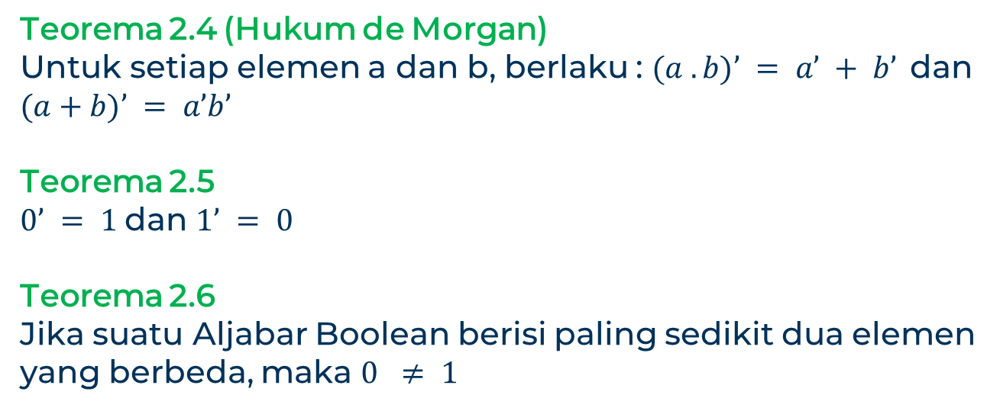 Teorema 2.4 (Hukum de Morgan)
Untuk setiap elemen a dan b, berlaku : (a . b)’ = a’ + b’ dan
(a + b)’ = a’b’
Teorema 2.5
0’ = 1 dan 1’ = 0
Teorema 2.6
Jika suatu Aljabar Boolean berisi paling sedikit dua elemen
yang berbeda, maka 0 ≠ 1